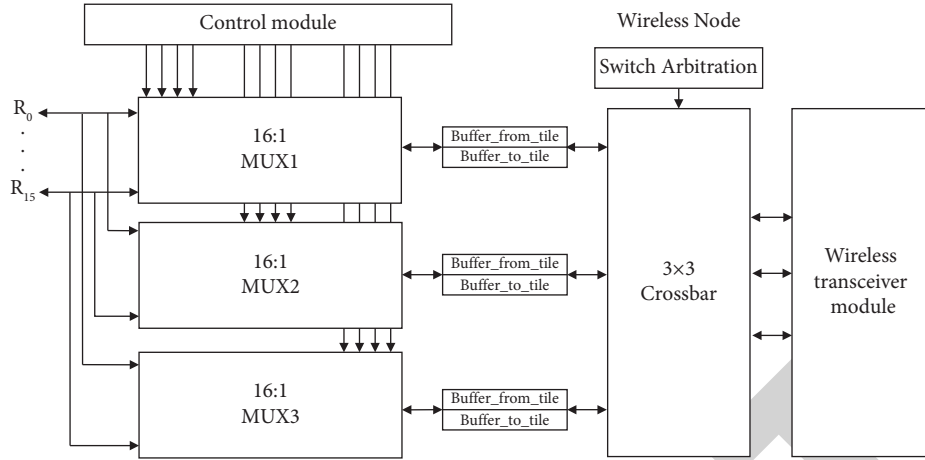 Control module
Wireless Node
Switch Arbitration
R0
.
.
.
R15
16:1
MUX1
Buffer_from_tile
Buffer_to_tile
16:1
MUX2
Buffer_from_tile
Buffer_to_tile
3×3
Crossbar
Wireless
transceiver
module
16:1
MUX3
Buffer_from_tile
Buffer_to_tile